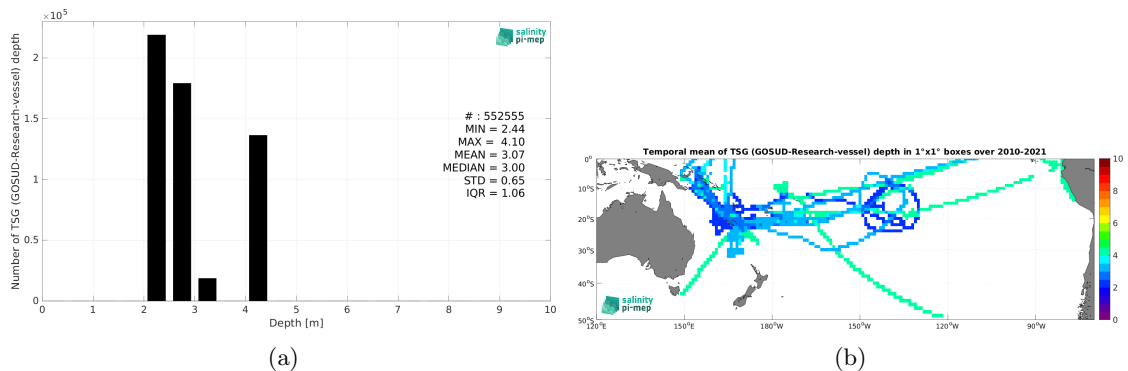 ×10⁵
Number of TSG (GOSUD-Research-vessel) depth
2
1.5
1
0.5
0
salinity
pi-mep
# : 552555
MIN = 2.44
MAX = 4.10
MEAN = 3.07
MEDIAN = 3.00
STD = 0.65
IQR = 1.06
0 1 2 3 4 5 6 7 8 9 10
Depth [m]
(a)
Temporal mean of TSG (GOSUD-Research-vessel) depth in 1°x1° boxes over 2010-2021
0°
10°S
20°S
30°S
40°S
50°S
salinity
pi-mep
120°E 150°E 180°W 150°W 120°W 90°W
10
8
6
4
2
0
(b)